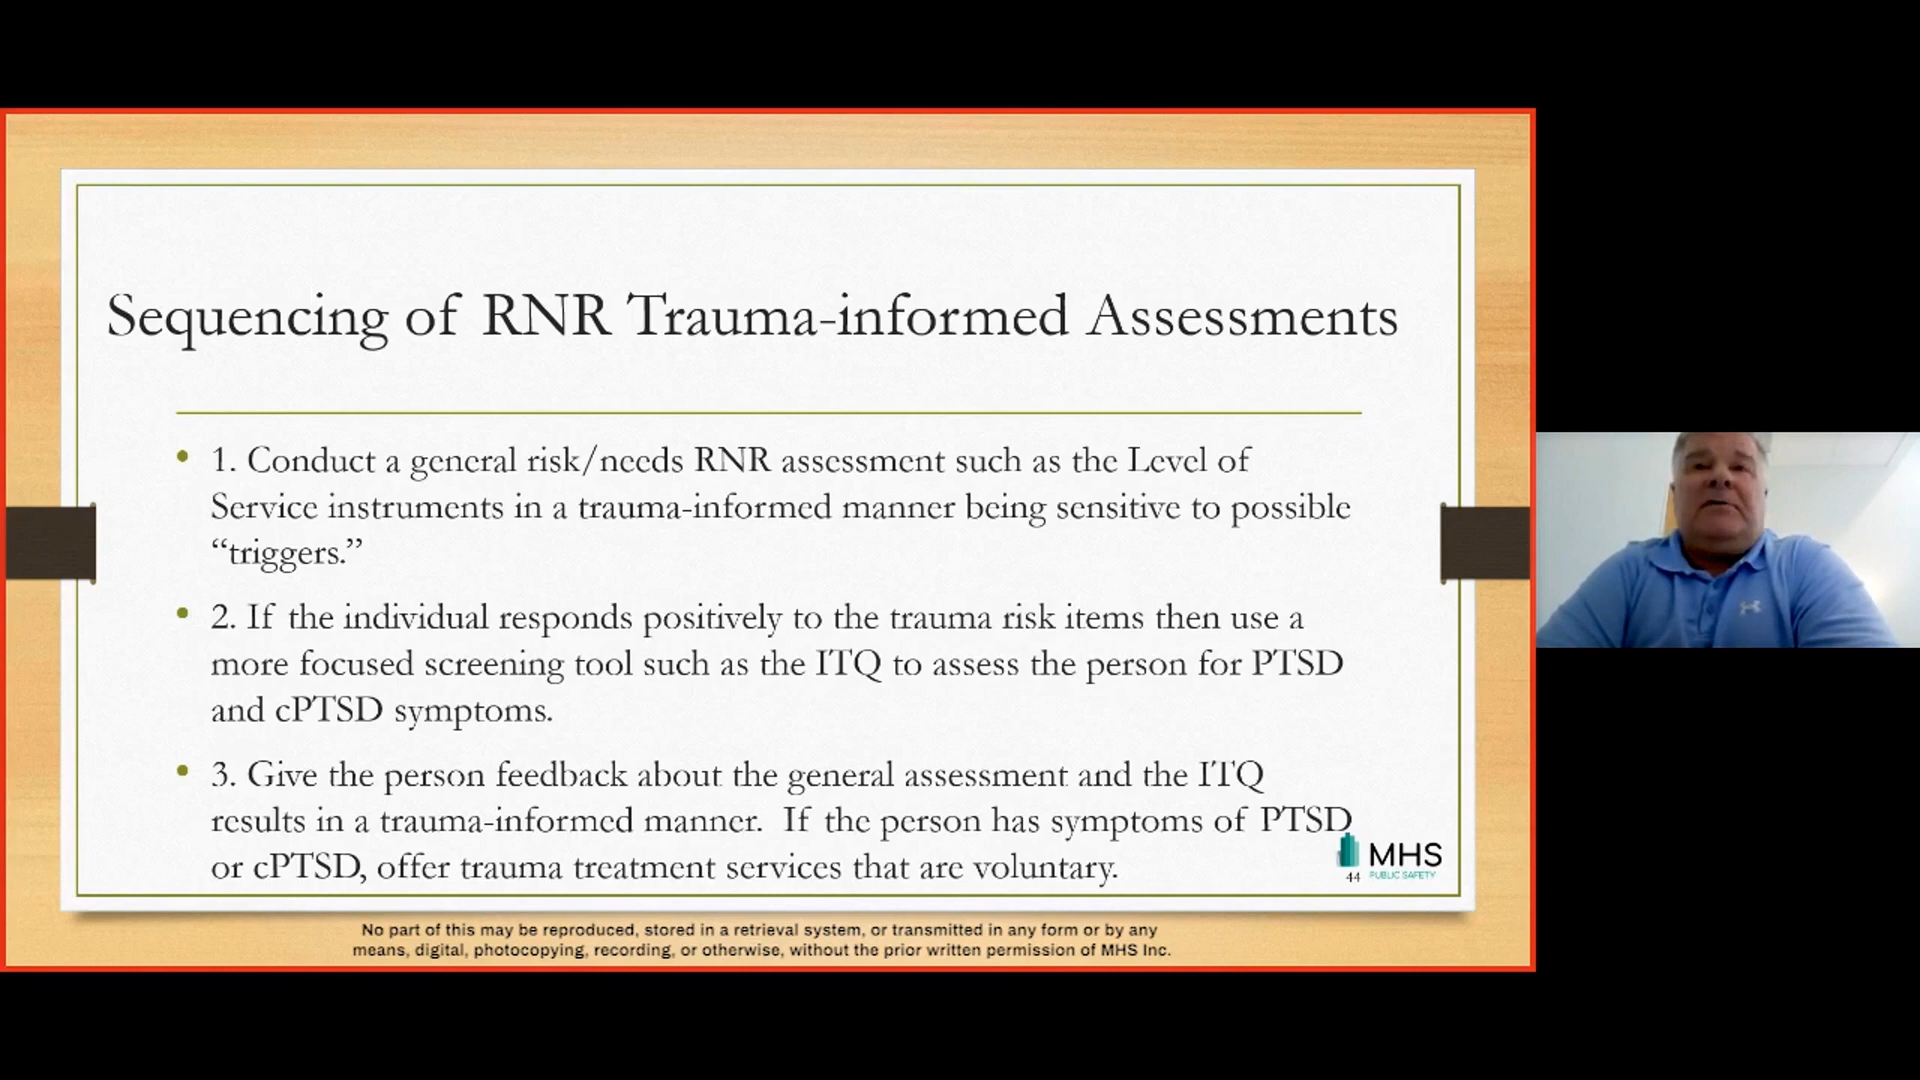 Sequencing of RNR Trauma-informed Assessments
• 1. Conduct a general risk/needs RNR assessment such as the Level of
Service instruments in a trauma-informed manner being sensitive to possible
“triggers.”
• 2. If the individual responds positively to the trauma risk items then use a
more focused screening tool such as the ITQ to assess the person for PTSD
and cPTSD symptoms.
• 3. Give the person feedback about the general assessment and the ITQ
results in a trauma-informed manner.  If the person has symptoms of PTSD
or cPTSD, offer trauma treatment services that are voluntary.
MHS
PUBLIC SAFETY
44
No part of this may be reproduced, stored in a retrieval system, or transmitted in any form or by any
means, digital, photocopying, recording, or otherwise, without the prior written permission of MHS Inc.